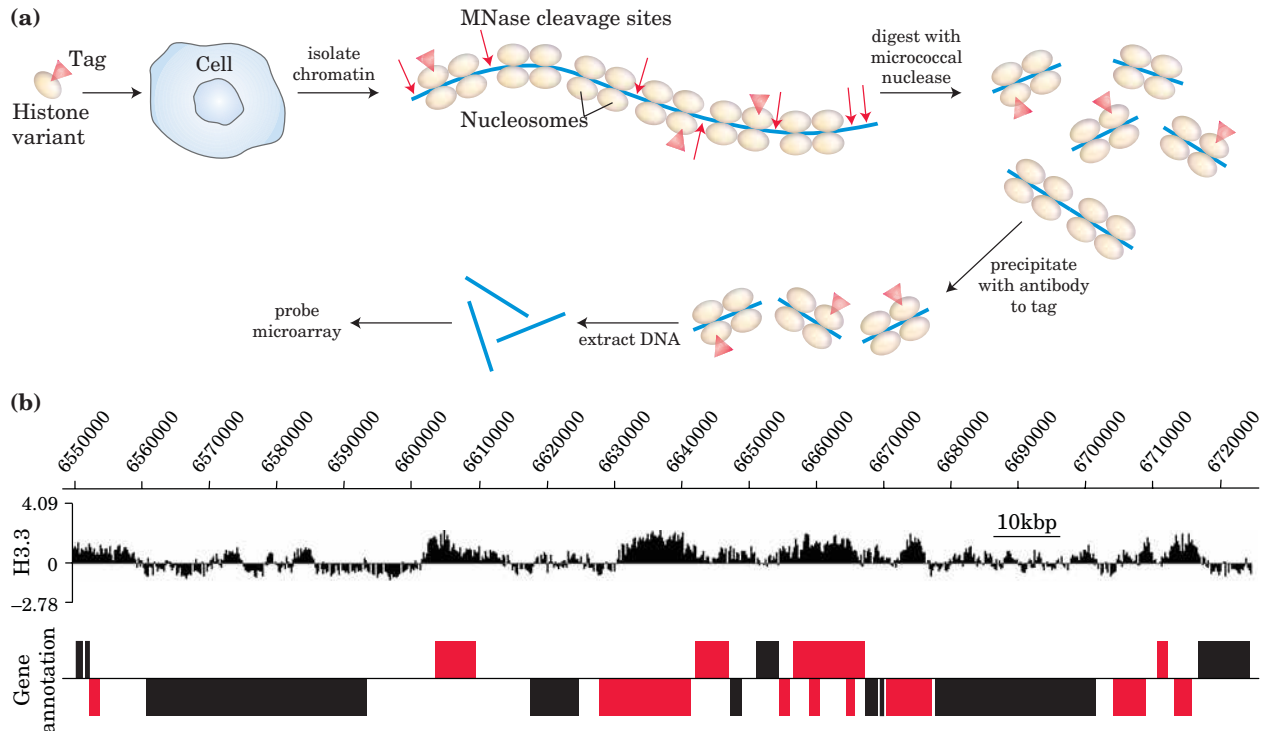 (a)
Tag
Histone
variant
Cell
isolate
chromatin
MNase cleavage sites
Nucleosomes
digest with
micrococcal
nuclease
precipitate
with antibody
to tag
extract DNA
probe
microarray
(b)
6550000 6560000 6570000 6580000 6590000 6600000 6610000 6620000 6630000 6640000 6650000 6660000 6670000 6680000 6690000 6700000 6710000 6720000
4.09
H3.3
0
–2.78
10kbp
Gene
annotation